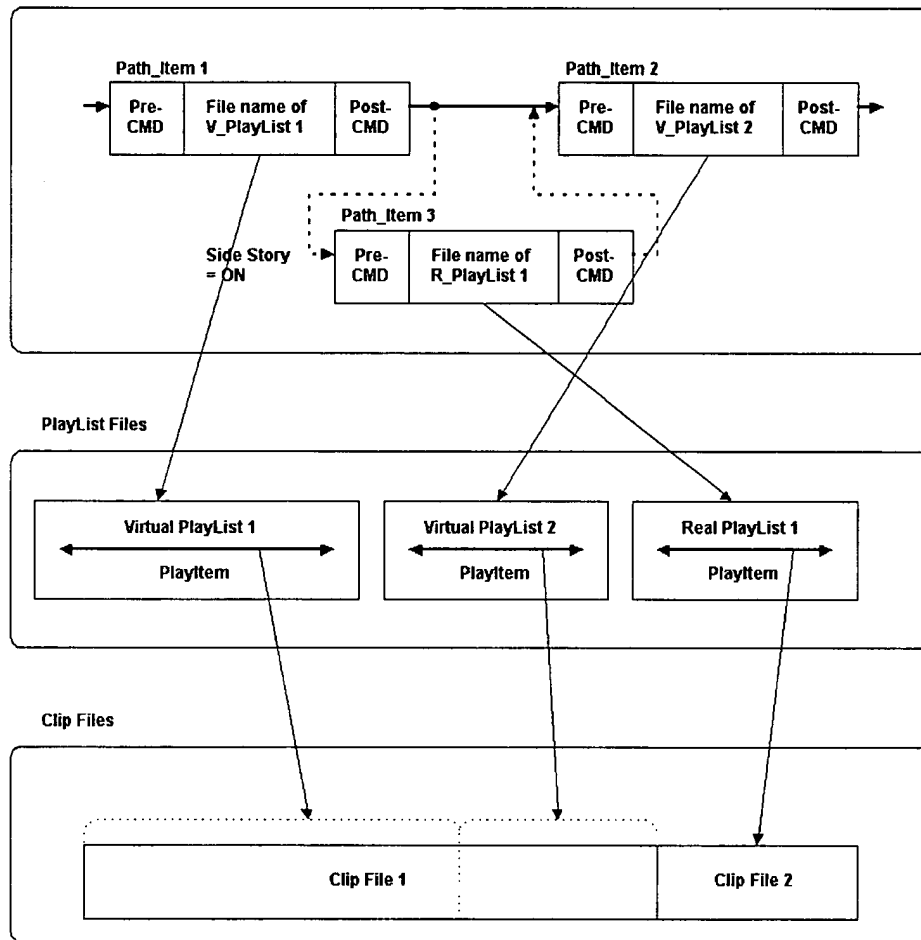 Path_Item 1
Path_Item 2
Pre-
CMD
File name of
V_PlayList 1
Post-
CMD
Pre-
CMD
File name of
V_PlayList 2
Post-
CMD
Path_Item 3
Side Story
= ON
Pre-
CMD
File name of
R_PlayList 1
Post-
CMD
PlayList Files
Virtual PlayList 1
PlayItem
Virtual PlayList 2
PlayItem
Real PlayList 1
PlayItem
Clip Files
Clip File 1
Clip File 2